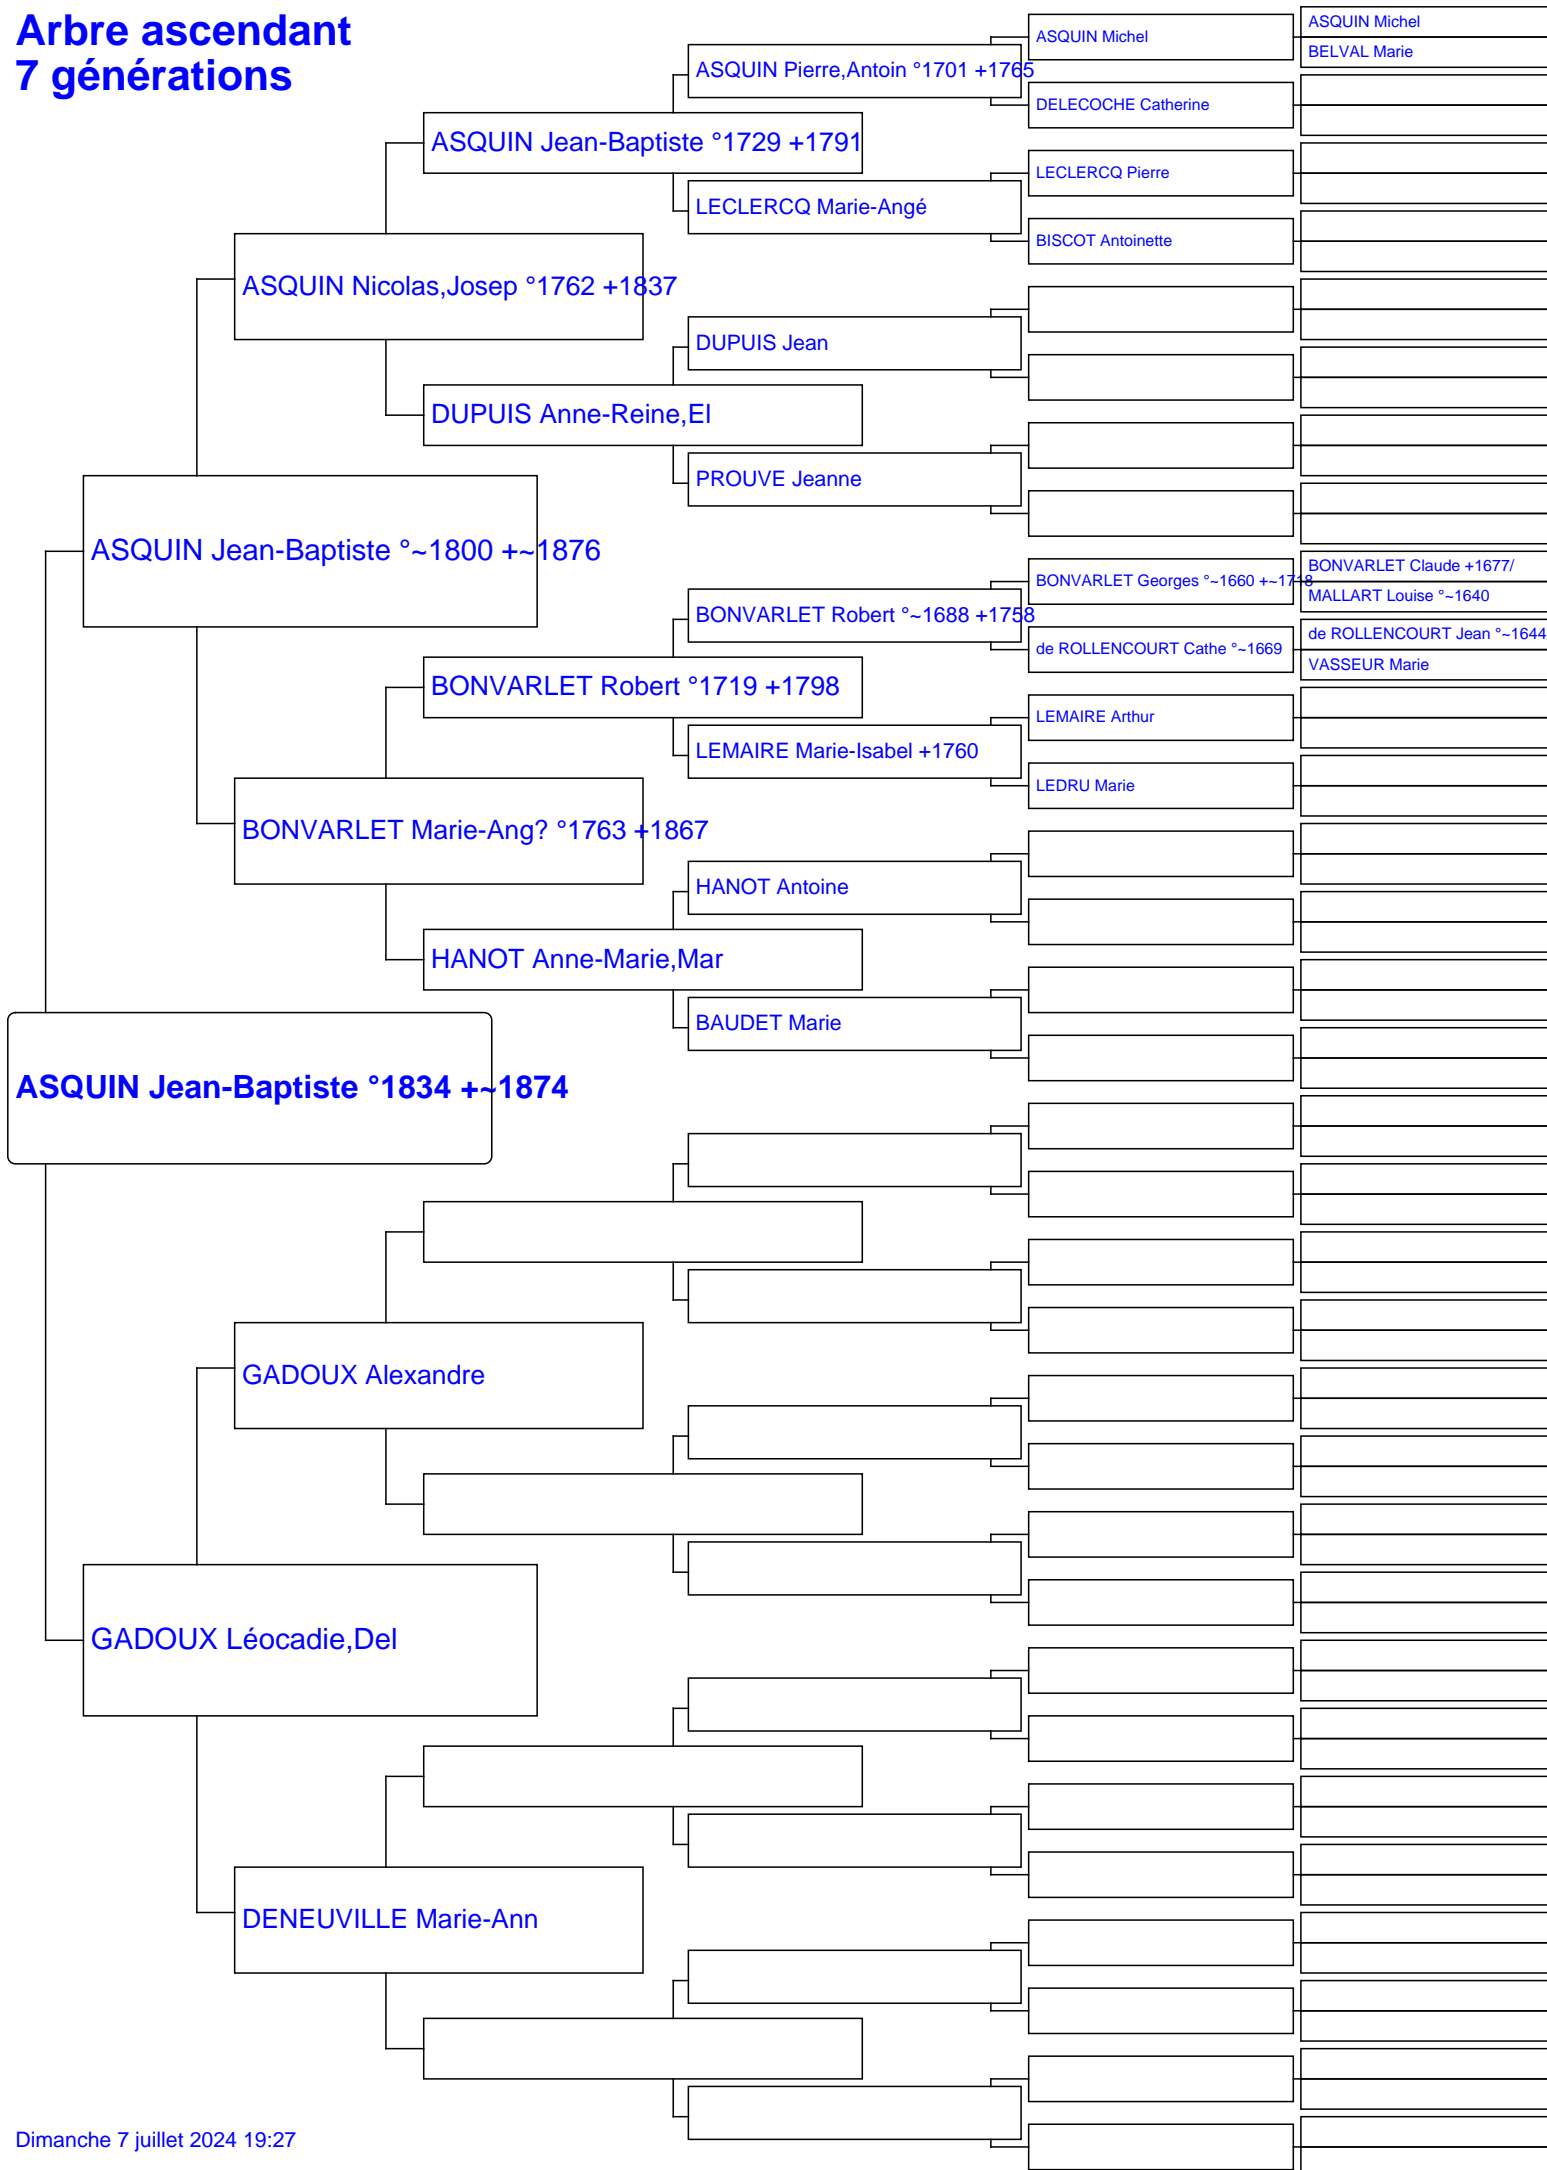 Arbre ascendant
7 générations
ASQUIN Jean-Baptiste °1834 +~1874
ASQUIN Jean-Baptiste °~1800 +~1876
GADOUX Léocadie,Del
ASQUIN Nicolas,Josep °1762 +1837
BONVARLET Marie-Ang? °1763 +1867
GADOUX Alexandre
DENEUVILLE Marie-Ann
ASQUIN Jean-Baptiste °1729 +1791
DUPUIS Anne-Reine,El
BONVARLET Robert °1719 +1798
HANOT Anne-Marie,Mar
ASQUIN Pierre,Antoin °1701 +1765
LECLERCQ Marie-Angé
DUPUIS Jean
PROUVE Jeanne
BONVARLET Robert °~1688 +1758
LEMAIRE Marie-Isabel +1760
HANOT Antoine
BAUDET Marie
ASQUIN Michel
DELECOCHE Catherine
LECLERCQ Pierre
BISCOT Antoinette
BONVARLET Georges °~1660 +~1718
de ROLLENCOURT Cathe °~1669
LEMAIRE Arthur
LEDRU Marie
ASQUIN Michel
BELVAL Marie
BONVARLET Claude +1677/
MALLART Louise °~1640
de ROLLENCOURT Jean °~1644
VASSEUR Marie
Dimanche 7 juillet 2024 19:27